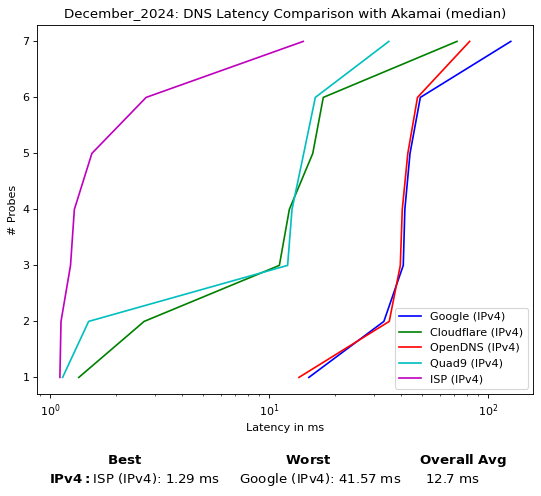 December_2024: DNS Latency Comparison with Akamai (median)
7
6
5
4
3
2
1
# Probes
Google (IPv4)
Cloudflare (IPv4)
OpenDNS (IPv4)
Quad9 (IPv4)
ISP (IPv4)
10⁰ 10¹ 10²
Latency in ms
Best Worst Overall Avg
IPv4: ISP (IPv4): 1.29 ms Google (IPv4): 41.57 ms 12.7 ms